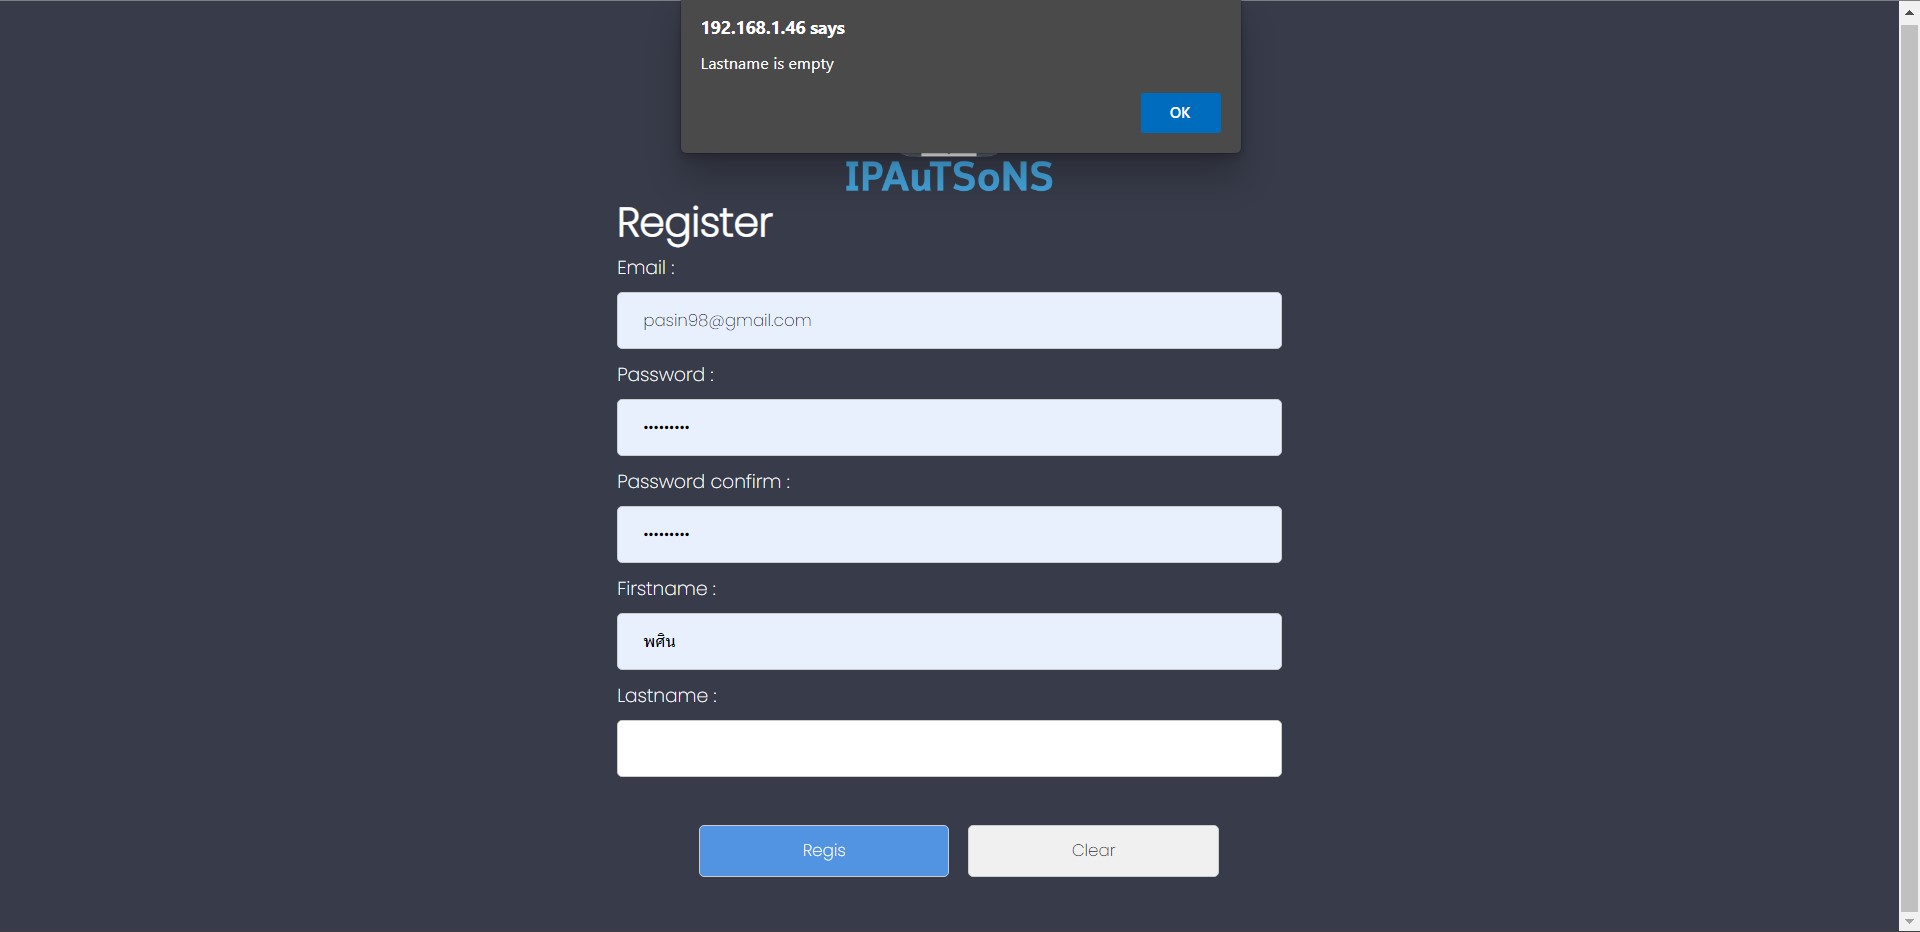 192.168.1.46 says
Lastname is empty
OK
IPAuTSoNS
Register
Email :
pasin98@gmail.com
Password :
•••••••••
Password confirm :
•••••••••
Firstname :
พศิน
Lastname :
Regis
Clear